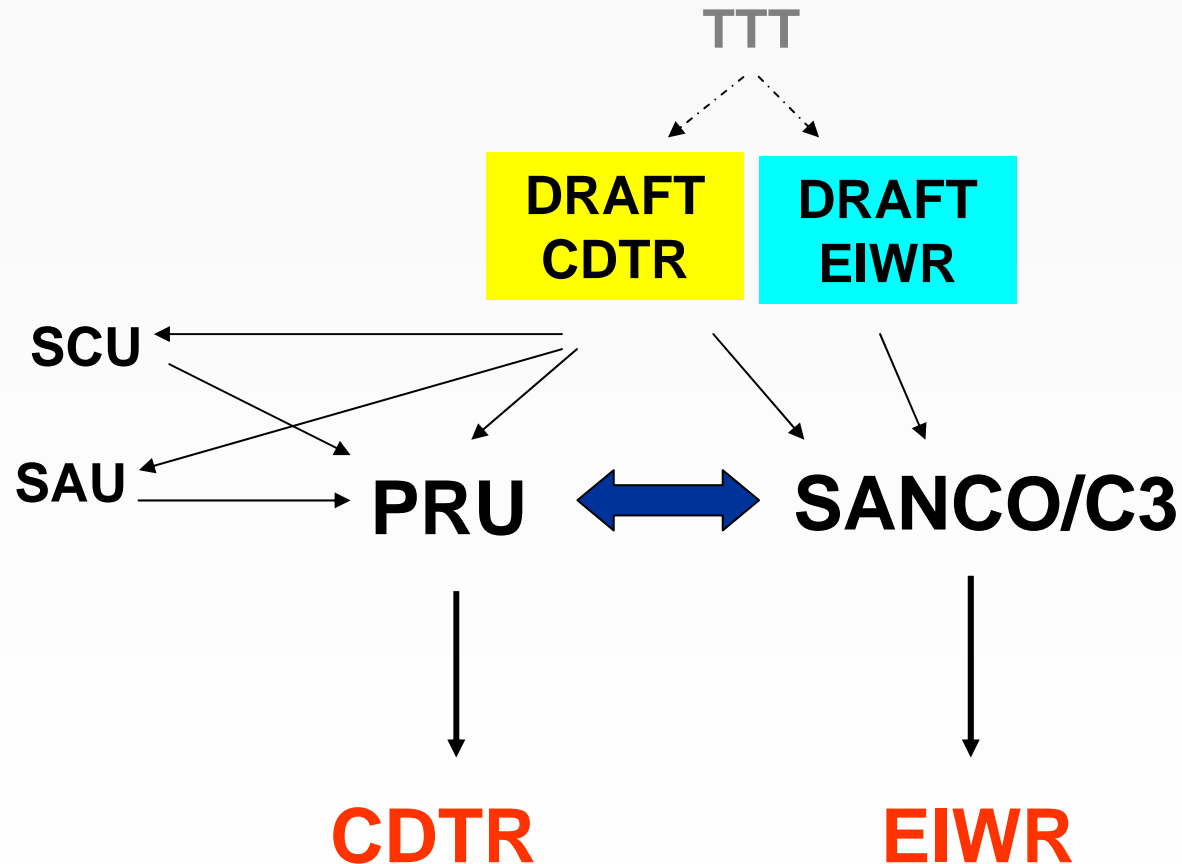 TTT
DRAFT
CDTR
DRAFT
EIWR
SCU
SAU
PRU
SANCO/C3
CDTR
EIWR